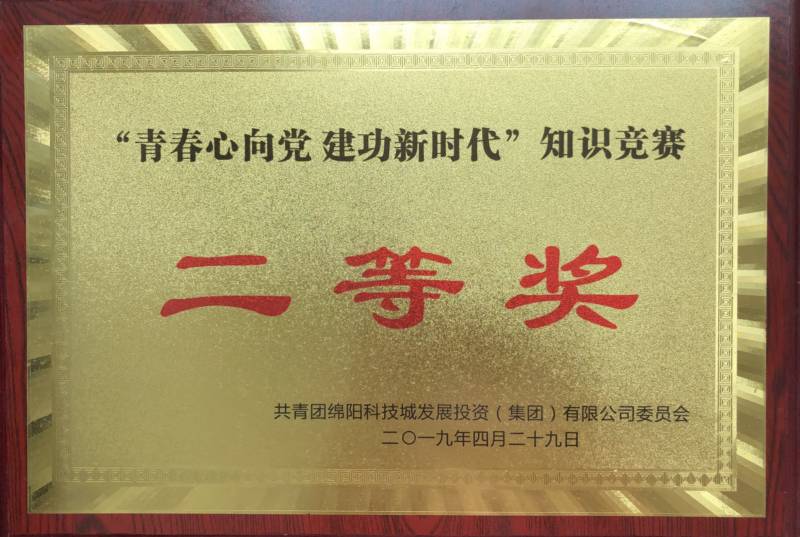 “青春心向党 建功新时代”知识竞赛
二等奖
共青团绵阳科技城发展投资（集团）有限公司委员会
二〇一九年四月二十九日